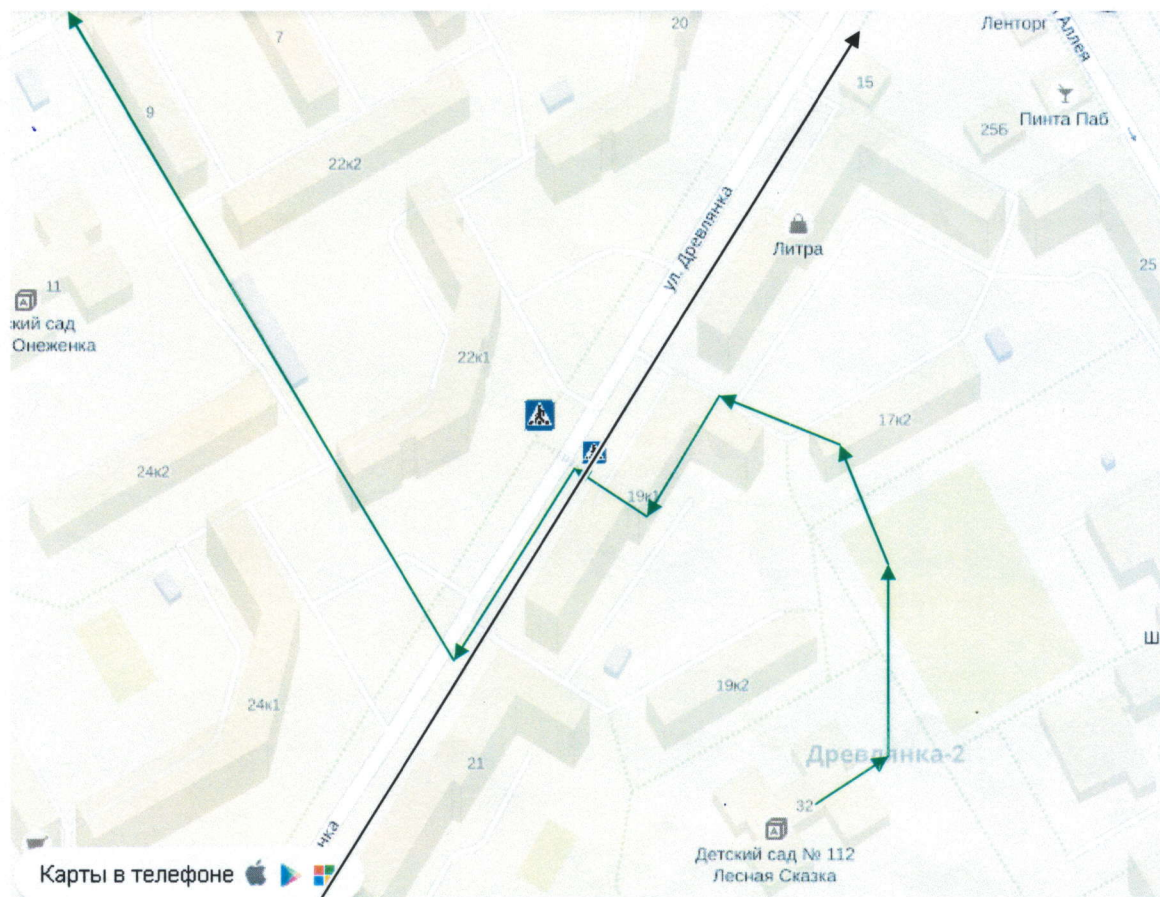 20
Ленторг
Аллея
7
15
9
Пинта Паб
25Б
22к2
ул. Древлянка
Литра
11
25
ский сад
Онеженка
22к1
17к2
24к2
19к1
Ш
19к2
24к1
Древлянка-2
21
32
нка
Детский сад № 112
Лесная Сказка
Карты в телефоне